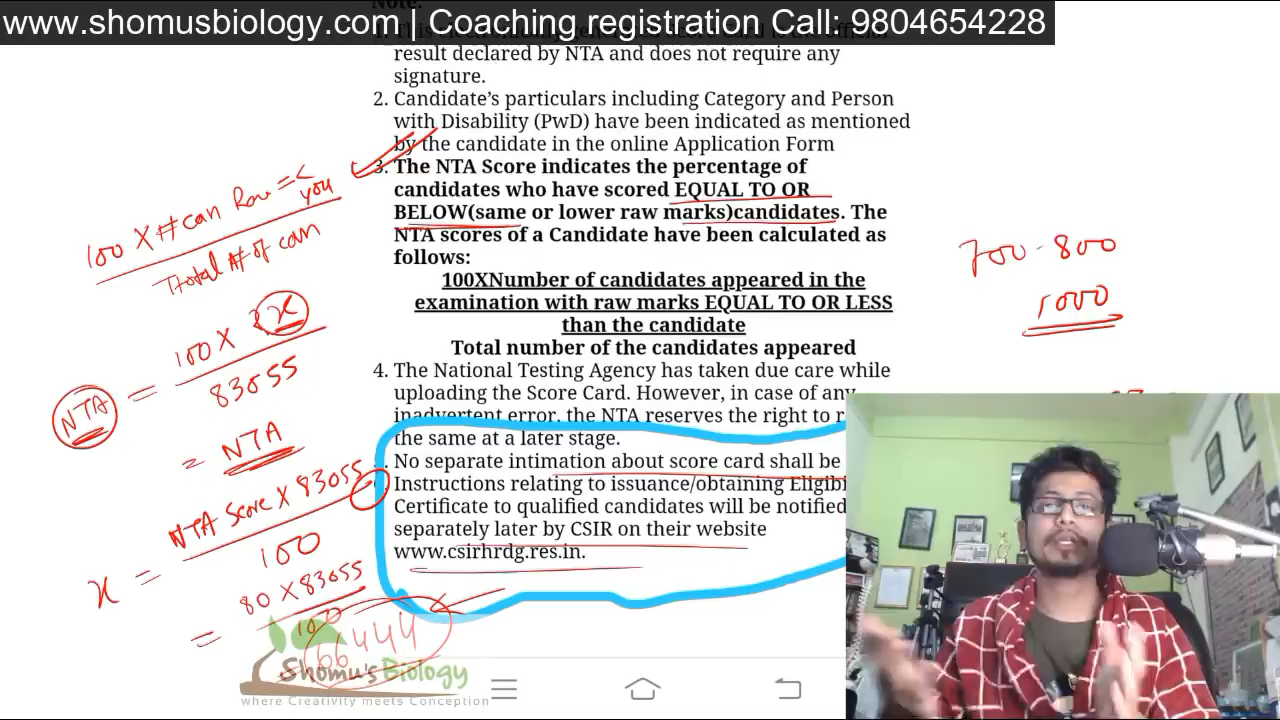 www.shomusbiology.com | Coaching registration Call: 9804654228
Note:
result declared by NTA and does not require any
signature.
2. Candidate's particulars including Category and Person
with Disability (PwD) have been indicated as mentioned
by the candidate in the online Application Form
3. The NTA Score indicates the percentage of
candidates who have scored EQUAL TO OR
BELOW(same or lower raw marks)candidates. The
NTA scores of a Candidate have been calculated as
follows:
100XNumber of candidates appeared in the
examination with raw marks EQUAL TO OR LESS
than the candidate
Total number of the candidates appeared
4. The National Testing Agency has taken due care while
uploading the Score Card. However, in case of any
inadvertent error, the NTA reserves the right to r
the same at a later stage.
No separate intimation about score card shall be
Instructions relating to issuance/obtaining Eligibi
Certificate to qualified candidates will be notified
separately later by CSIR on their website
www.csirhrdg.res.in.
100 X # can Raw =<
you
Ttotal # of can
NTA = 100 X x
83055
= NTA
NTA Score X 83055
x = 100
= 80 X 83055
100
66444
700-800
1000
Shomu's Biology
where Creativity meets Conception